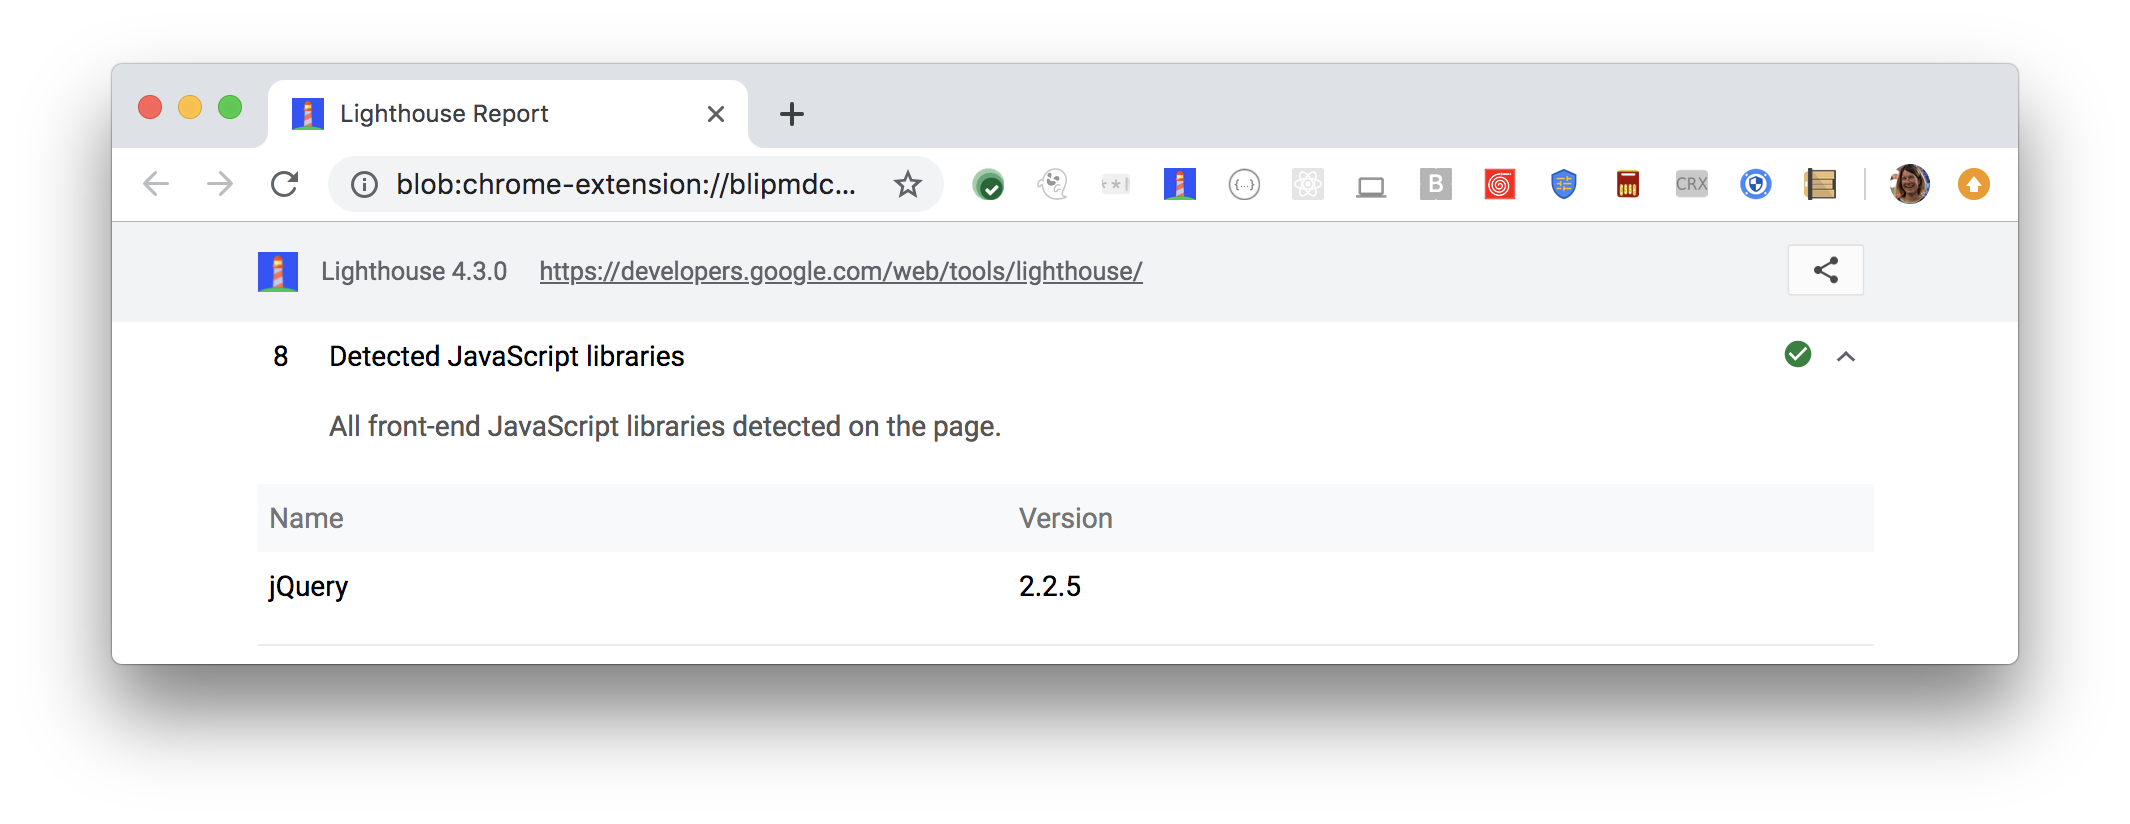 Lighthouse Report
blob:chrome-extension://blipmdc...
{...}
B
CRX
Lighthouse 4.3.0 https://developers.google.com/web/tools/lighthouse/
8 Detected JavaScript libraries
All front-end JavaScript libraries detected on the page.
Name Version
jQuery 2.2.5